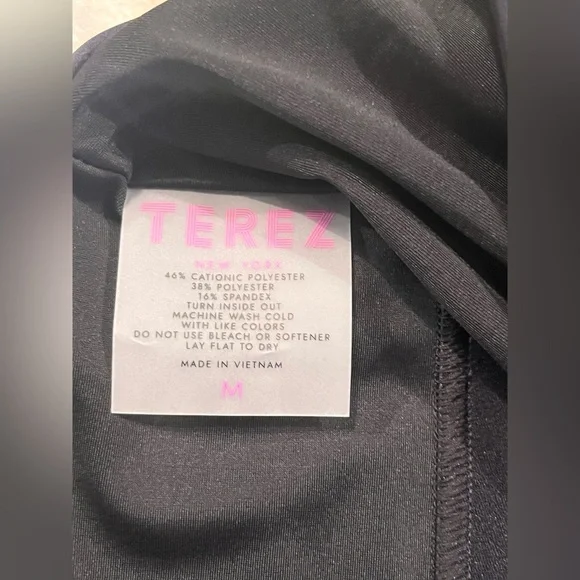 TEREZ
NEW YORK
46% CATIONIC POLYESTER
38% POLYESTER
16% SPANDEX
TURN INSIDE OUT
MACHINE WASH COLD
WITH LIKE COLORS
DO NOT USE BLEACH OR SOFTENER
LAY FLAT TO DRY
MADE IN VIETNAM
M